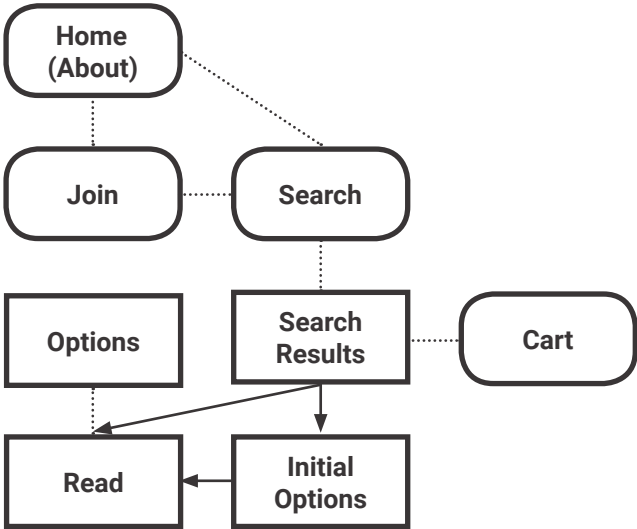 Home
(About)
Join
Search
Options
Search
Results
Cart
Read
Initial
Options